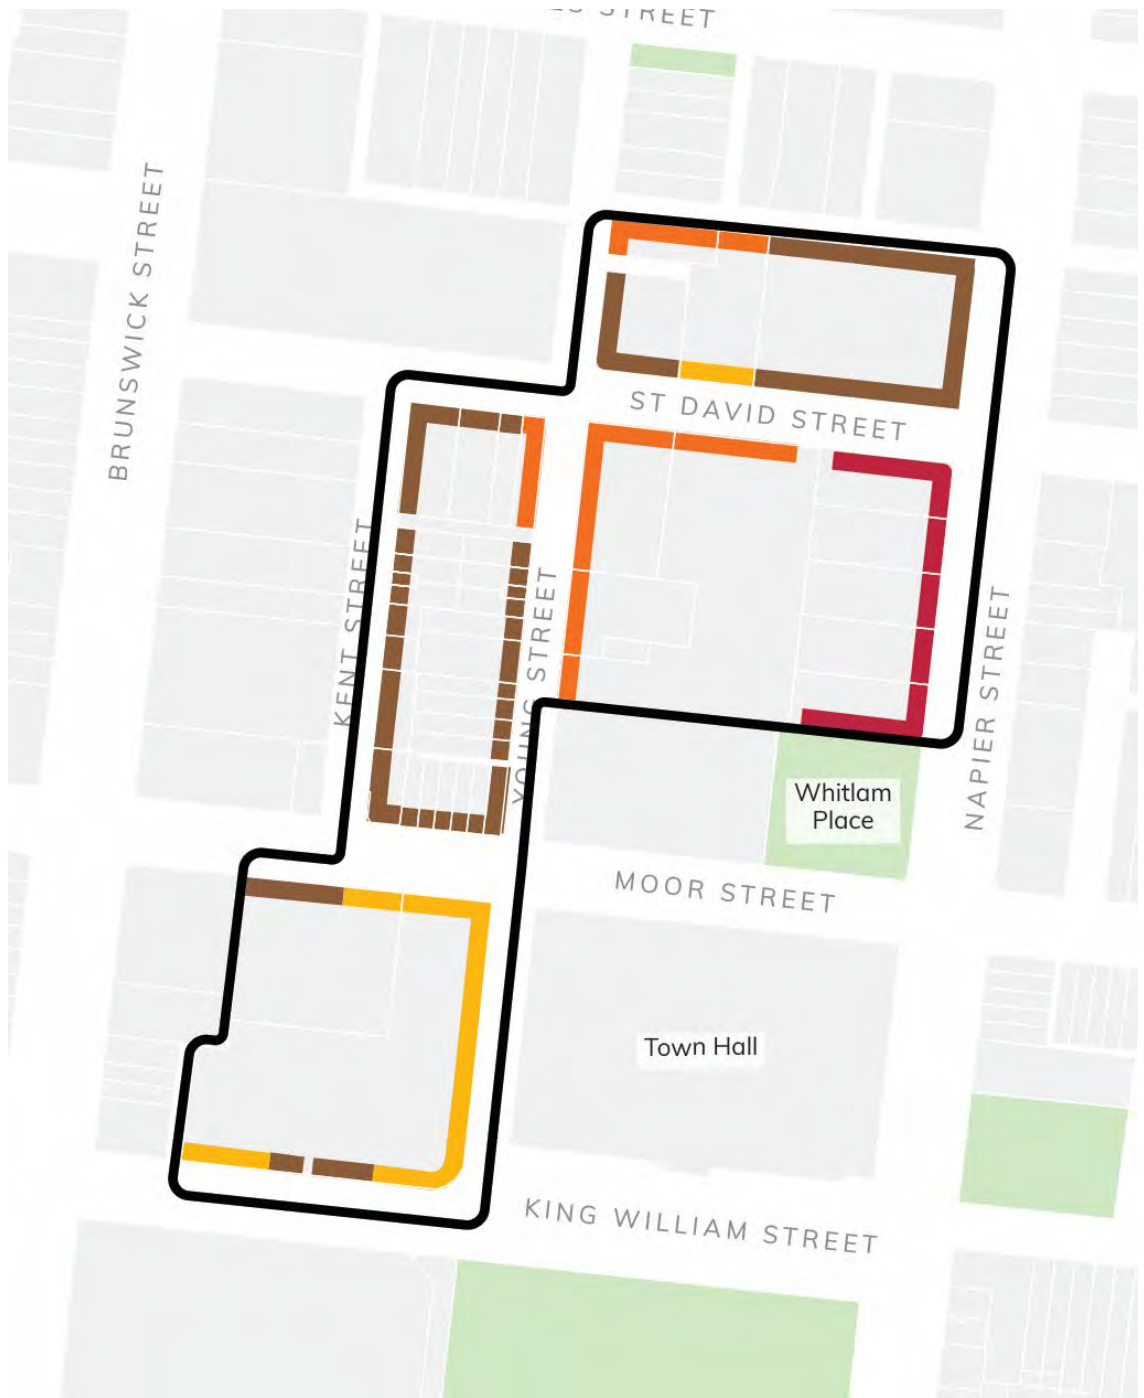 STREET
BRUNSWICK STREET
ST DAVID STREET
KENT STREET
YOUNG STREET
NAPIER STREET
Whitlam
Place
MOOR STREET
Town Hall
KING WILLIAM STREET